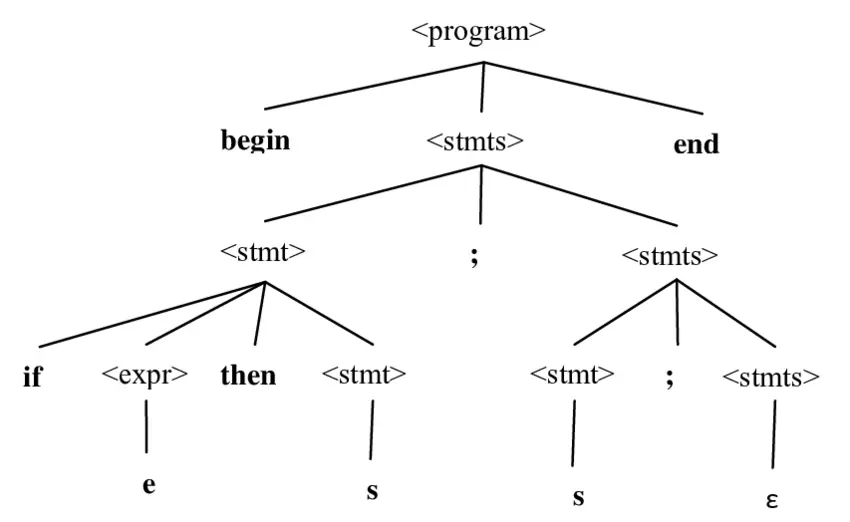 <program>
begin <stmts> end
<stmt> ; <stmts>
if <expr> then <stmt> <stmt> ; <stmts>
e s s ε